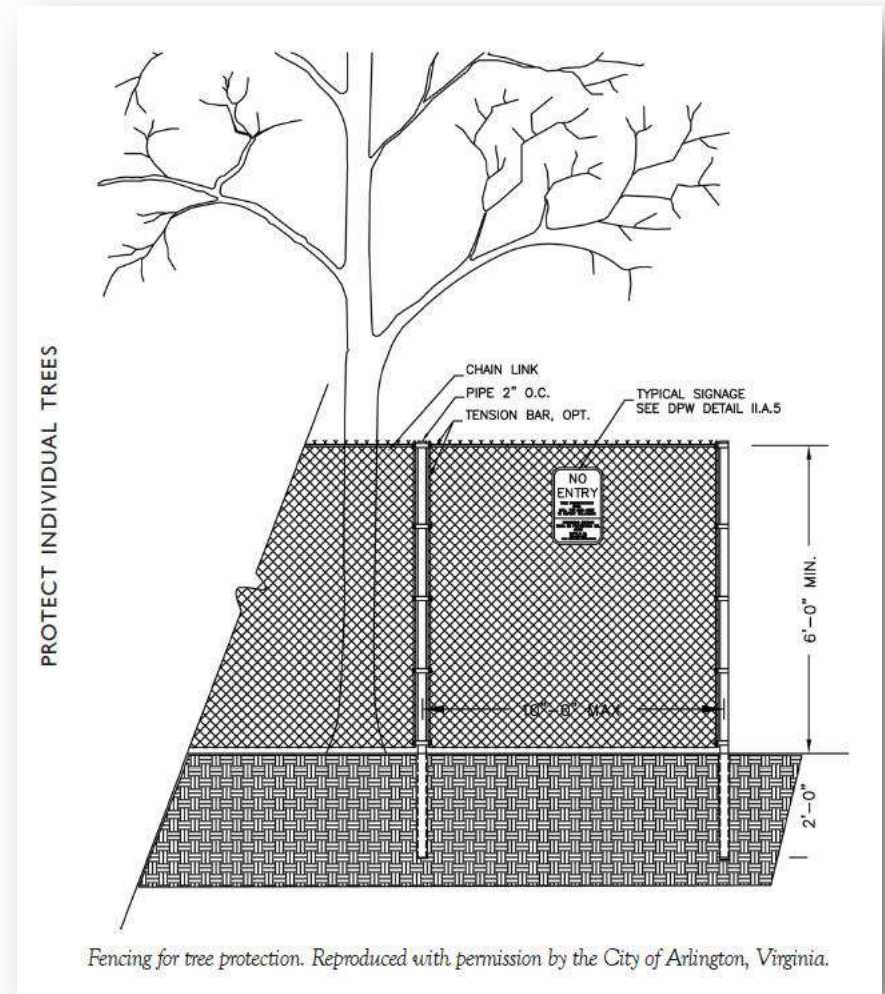 PROTECT INDIVIDUAL TREES
CHAIN LINK
PIPE 2" O.C.
TENSION BAR, OPT.
TYPICAL SIGNAGE
SEE DPW DETAIL II.A.5
NO
ENTRY
6'-0" MIN.
10'-0" MAX
2'-0"
Fencing for tree protection. Reproduced with permission by the City of Arlington, Virginia.